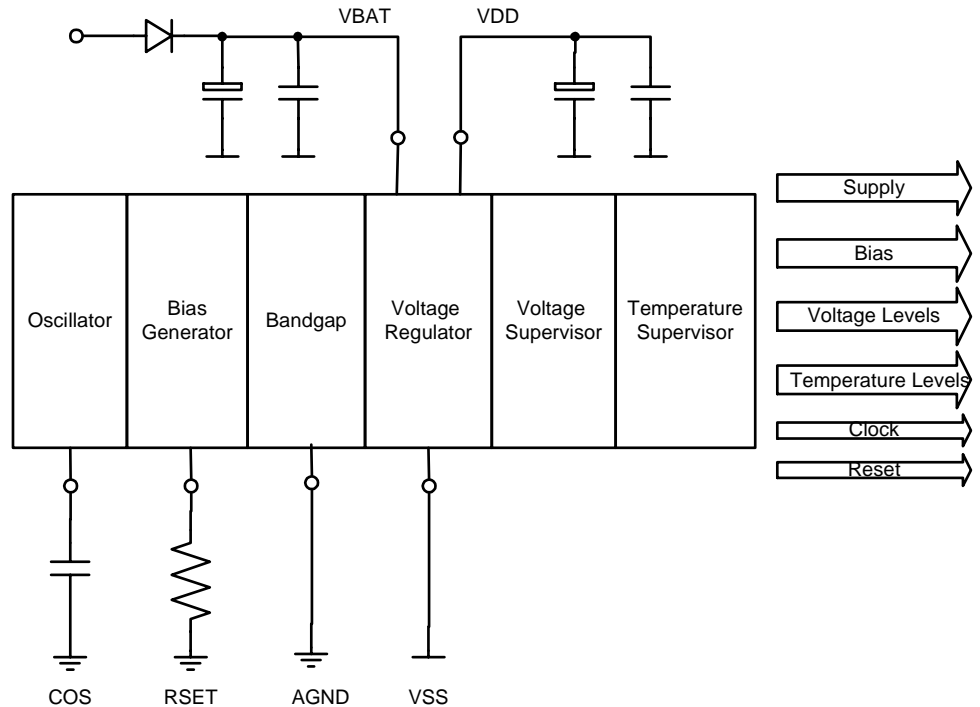 VBAT
VDD
Oscillator
Bias
Generator
Bandgap
Voltage
Regulator
Voltage
Supervisor
Temperature
Supervisor
Supply
Bias
Voltage Levels
Temperature Levels
Clock
Reset
COS
RSET
AGND
VSS